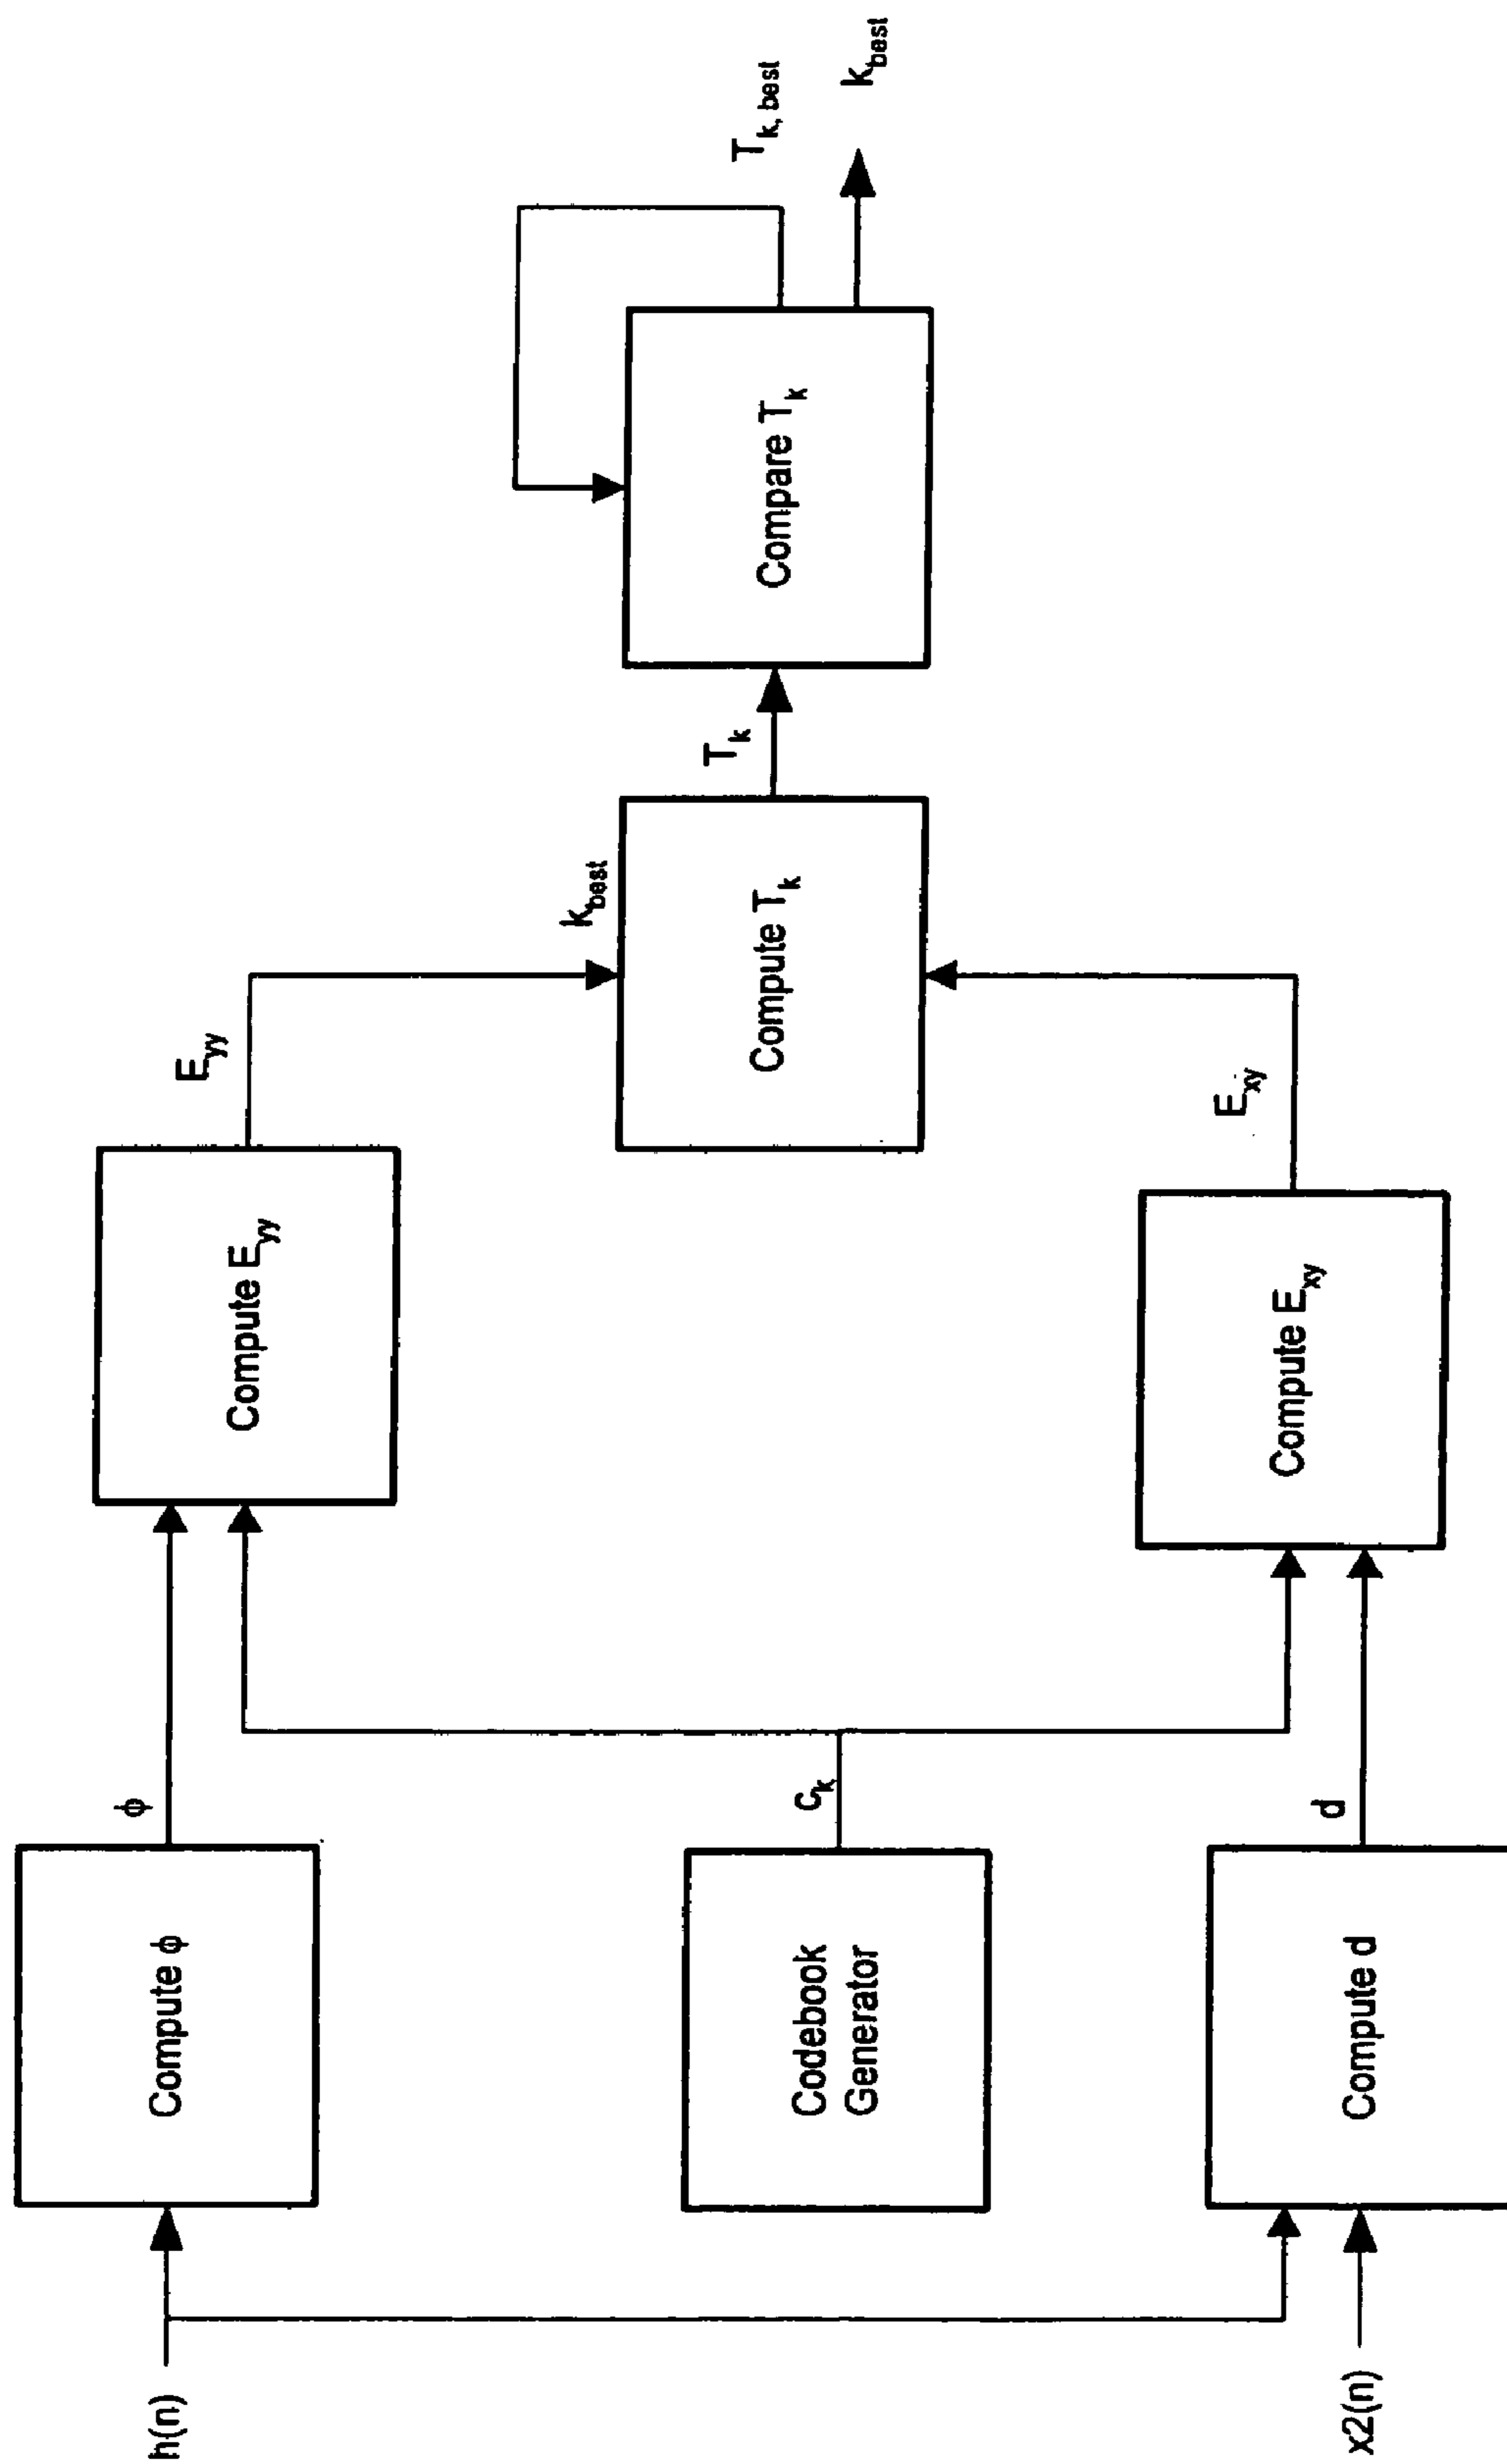 h(n)
Compute ϕ
ϕ
Compute E_yy
E_yy
k_best
Codebook
Generator
c_k
Compute T_k
T_k
Compare T_k
T_k, best
k_best
x2(n)
Compute d
d
Compute E_xy
E_xy